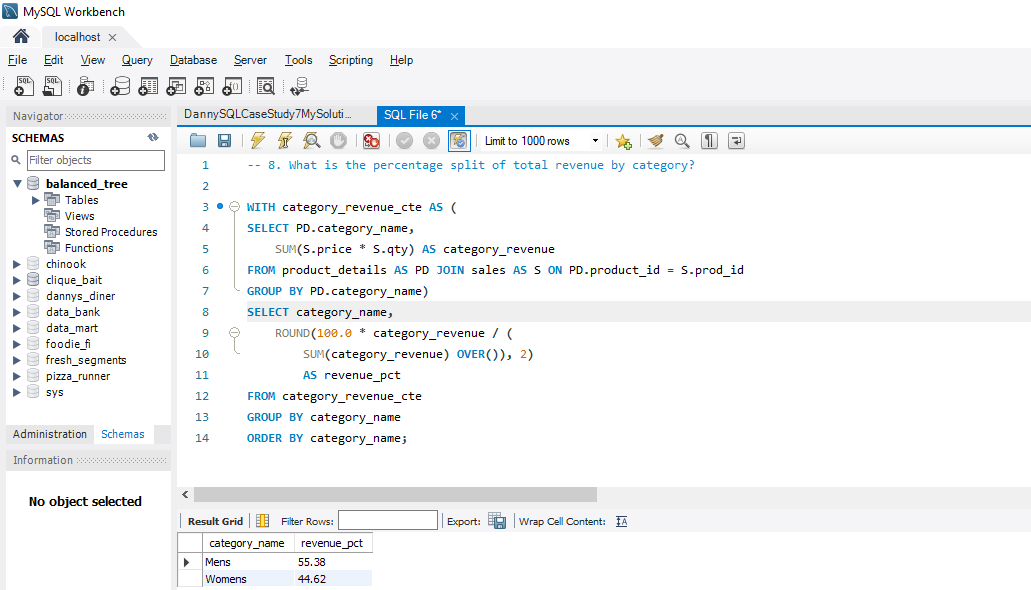 MySQL Workbench
localhost
File Edit View Query Database Server Tools Scripting Help
Navigator
SCHEMAS
Filter objects
balanced_tree
Tables
Views
Stored Procedures
Functions
chinook
clique_bait
dannys_diner
data_bank
data_mart
foodie_fi
fresh_segments
pizza_runner
sys
Administration Schemas
Information
No object selected
DannySQLCaseStudy7MySoluti... SQL File 6*
Limit to 1000 rows
1 -- 8. What is the percentage split of total revenue by category?
2
3 WITH category_revenue_cte AS (
4 SELECT PD.category_name,
5 SUM(S.price * S.qty) AS category_revenue
6 FROM product_details AS PD JOIN sales AS S ON PD.product_id = S.prod_id
7 GROUP BY PD.category_name)
8 SELECT category_name,
9 ROUND(100.0 * category_revenue / (
10 SUM(category_revenue) OVER()), 2)
11 AS revenue_pct
12 FROM category_revenue_cte
13 GROUP BY category_name
14 ORDER BY category_name;
Result Grid Filter Rows: Export: Wrap Cell Content: IA
category_name revenue_pct
Mens 55.38
Womens 44.62